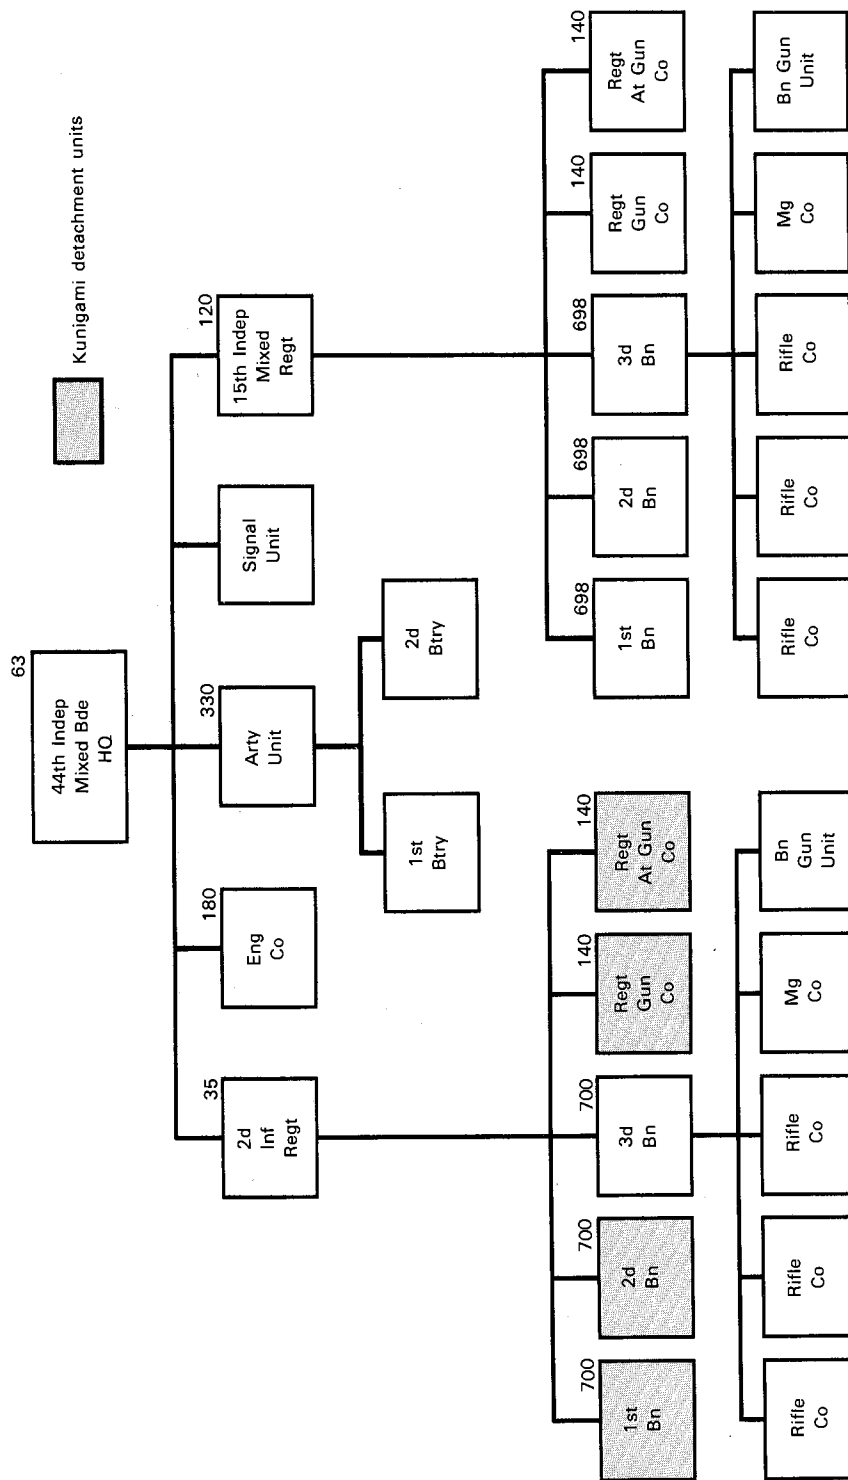 63
44th Indep
Mixed Bde
HQ
Kunigami detachment units
35
2d
Inf
Regt
180
Eng
Co
330
Arty
Unit
Signal
Unit
120
15th Indep
Mixed
Regt
1st
Btry
2d
Btry
700
1st
Bn
700
2d
Bn
700
3d
Bn
140
Regt
Gun
Co
140
Regt
At Gun
Co
698
1st
Bn
698
2d
Bn
698
3d
Bn
140
Regt
Gun
Co
140
Regt
At Gun
Co
Rifle
Co
Rifle
Co
Rifle
Co
Mg
Co
Bn
Gun
Unit
Rifle
Co
Rifle
Co
Rifle
Co
Mg
Co
Bn Gun
Unit